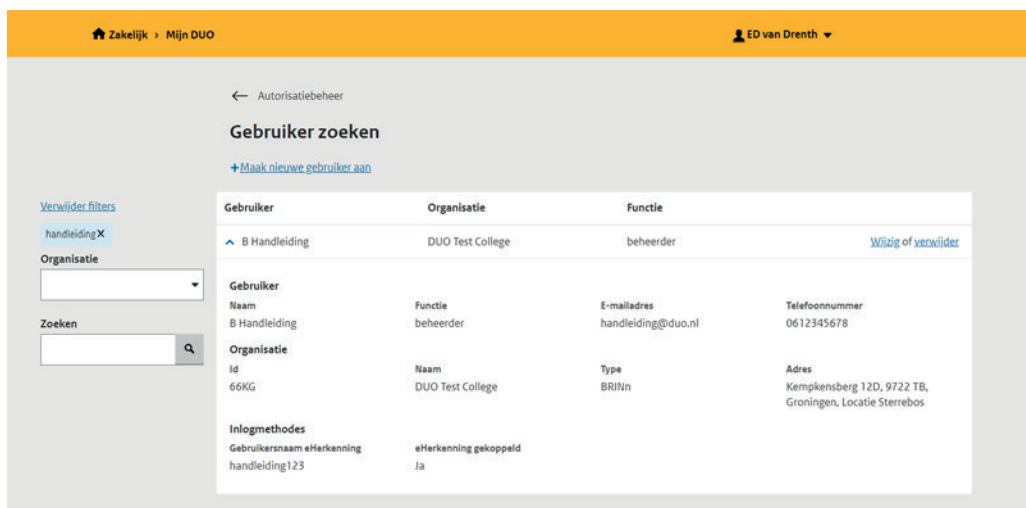 Zakelijk > Mijn DUO
ED van Drenth
← Autorisatiebeheer
Gebruiker zoeken
+Maak nieuwe gebruiker aan
Verwijder filters
handleiding X
Organisatie
Zoeken
Gebruiker Organisatie Functie
B Handleiding DUO Test College beheerder Wijzig of verwijder
Gebruiker
Naam Functie E-mailadres Telefoonnummer
B Handleiding beheerder handleiding@duo.nl 0612345678
Organisatie
Id Naam Type Adres
66KG DUO Test College BRINn Kempkensberg 12D, 9722 TB,
Groningen, Locatie Sterrebos
Inlogmethodes
Gebruikersnaam eHerkenning eHerkenning gekoppeld
handleiding123 Ja